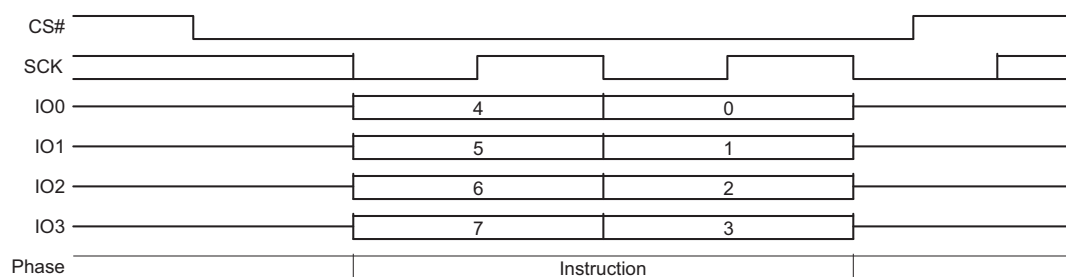 CS#
SCK
IO0 4 0
IO1 5 1
IO2 6 2
IO3 7 3
Phase Instruction